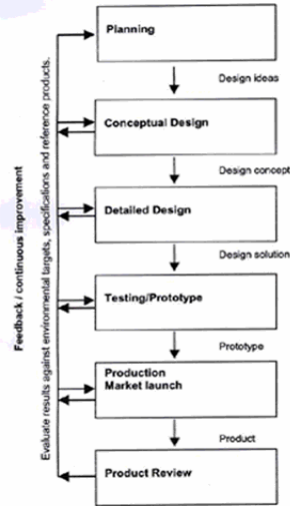 Planning
Design ideas
Conceptual Design
Design concept
Detailed Design
Design solution
Testing/Prototype
Prototype
Production
Market launch
Product
Product Review
Feedback / continuous improvement
Evaluate results against environmental targets, specifications and reference products.